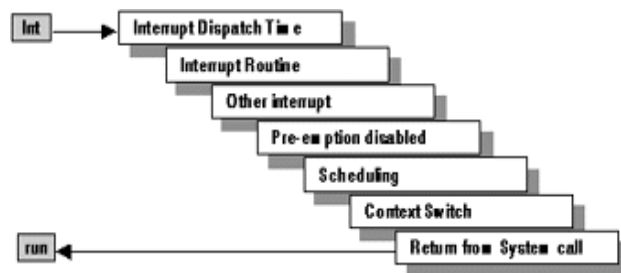 Int
Interrupt Dispatch Time
Interrupt Routine
Other interrupt
Pre-emption disabled
Scheduling
Context Switch
Return from System call
run